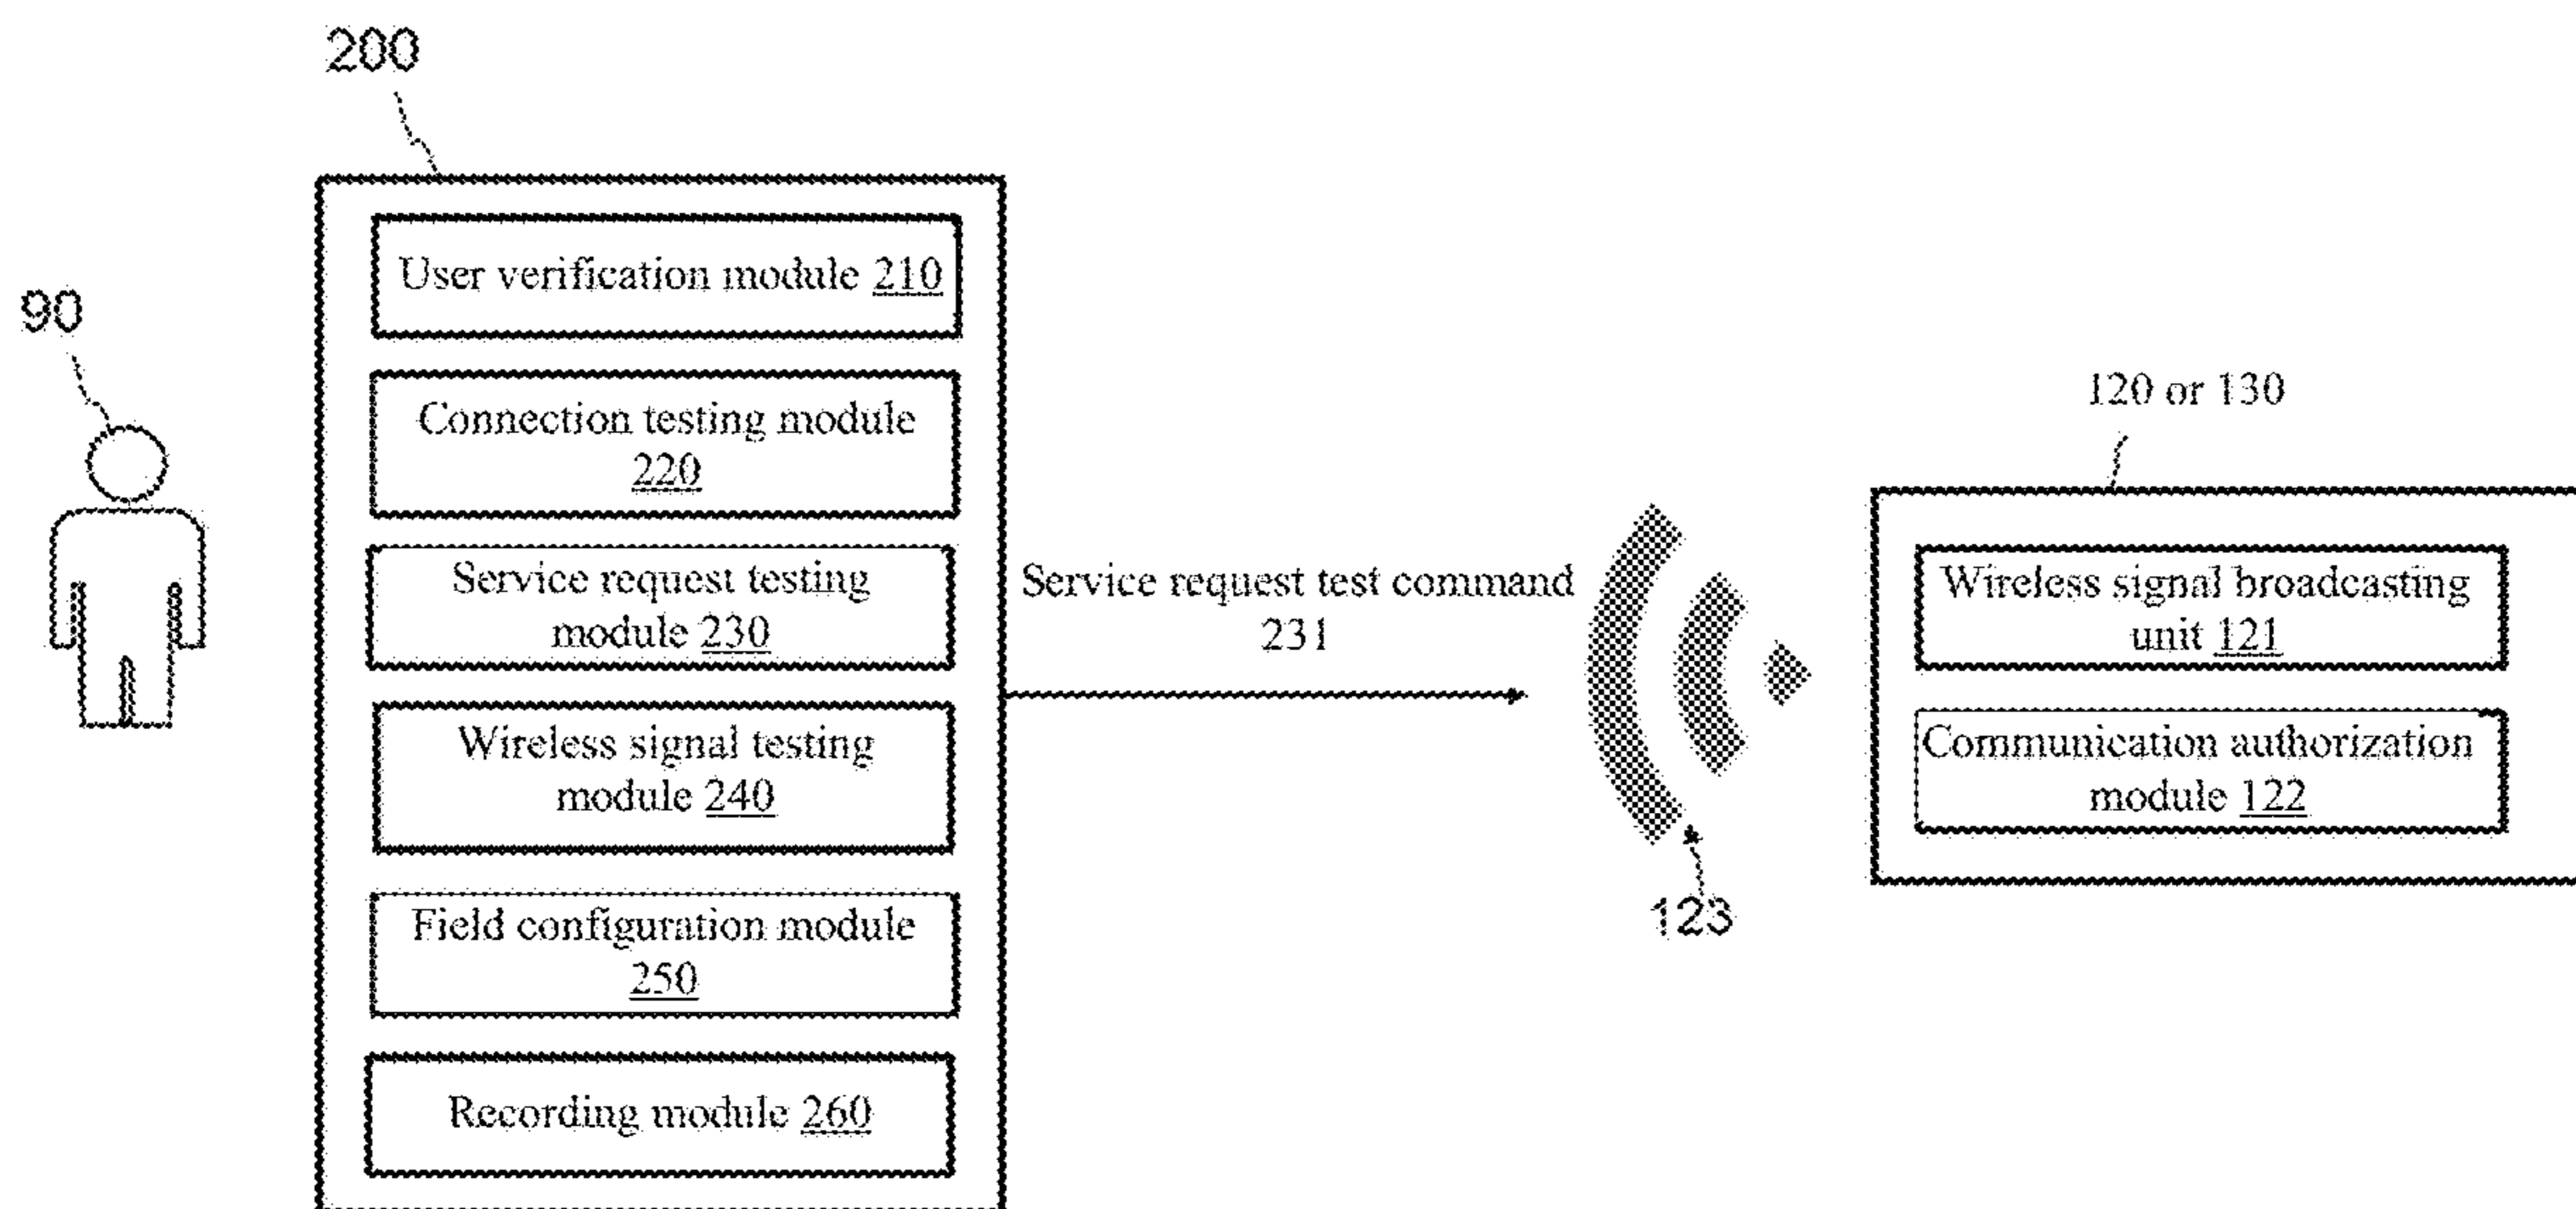 200
90
User verification module 210
Connection testing module
220
Service request testing
module 230
Wireless signal testing
module 240
Field configuration module
250
Recording module 260
Service request test command
231
123
120 or 130
Wireless signal broadcasting
unit 121
Communication authorization
module 122